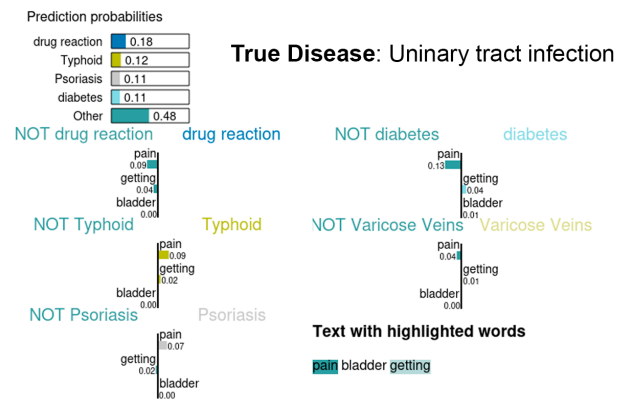 Prediction probabilities
drug reaction 0.18
Typhoid 0.12
Psoriasis 0.11
diabetes 0.11
Other 0.48
True Disease: Uninary tract infection
NOT drug reaction drug reaction
pain
0.09
getting
0.04
bladder
0.00
NOT Typhoid Typhoid
pain
0.09
getting
0.02
bladder
0.00
NOT Psoriasis Psoriasis
pain
0.07
getting
0.02
bladder
0.00
NOT diabetes diabetes
pain
0.13
getting
0.04
bladder
0.01
NOT Varicose Veins Varicose Veins
pain
0.04
getting
0.01
bladder
0.00
Text with highlighted words
pain bladder getting